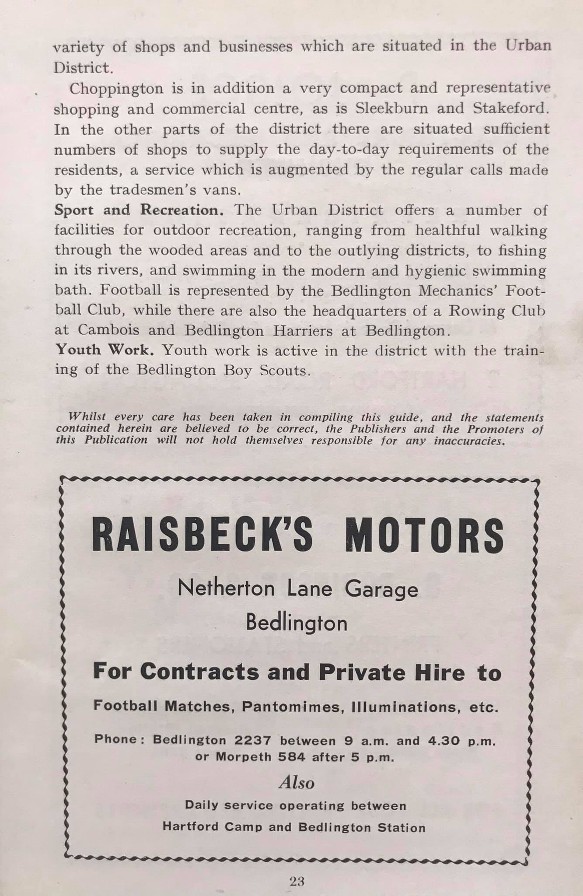 variety of shops and businesses which are situated in the Urban
District.
Choppington is in addition a very compact and representative
shopping and commercial centre, as is Sleekburn and Stakeford.
In the other parts of the district there are situated sufficient
numbers of shops to supply the day-to-day requirements of the
residents, a service which is augmented by the regular calls made
by the tradesmen's vans.
Sport and Recreation. The Urban District offers a number of
facilities for outdoor recreation, ranging from healthful walking
through the wooded areas and to the outlying districts, to fishing
in its rivers, and swimming in the modern and hygienic swimming
bath. Football is represented by the Bedlington Mechanics' Foot-
ball Club, while there are also the headquarters of a Rowing Club
at Cambois and Bedlington Harriers at Bedlington.
Youth Work. Youth work is active in the district with the train-
ing of the Bedlington Boy Scouts.
Whilst every care has been taken in compiling this guide, and the statements
contained herein are believed to be correct, the Publishers and the Promoters of
this Publication will not hold themselves responsible for any inaccuracies.
RAISBECK'S MOTORS
Netherton Lane Garage
Bedlington
For Contracts and Private Hire to
Football Matches, Pantomimes, Illuminations, etc.
Phone: Bedlington 2237 between 9 a.m. and 4.30 p.m.
or Morpeth 584 after 5 p.m.
Also
Daily service operating between
Hartford Camp and Bedlington Station
23